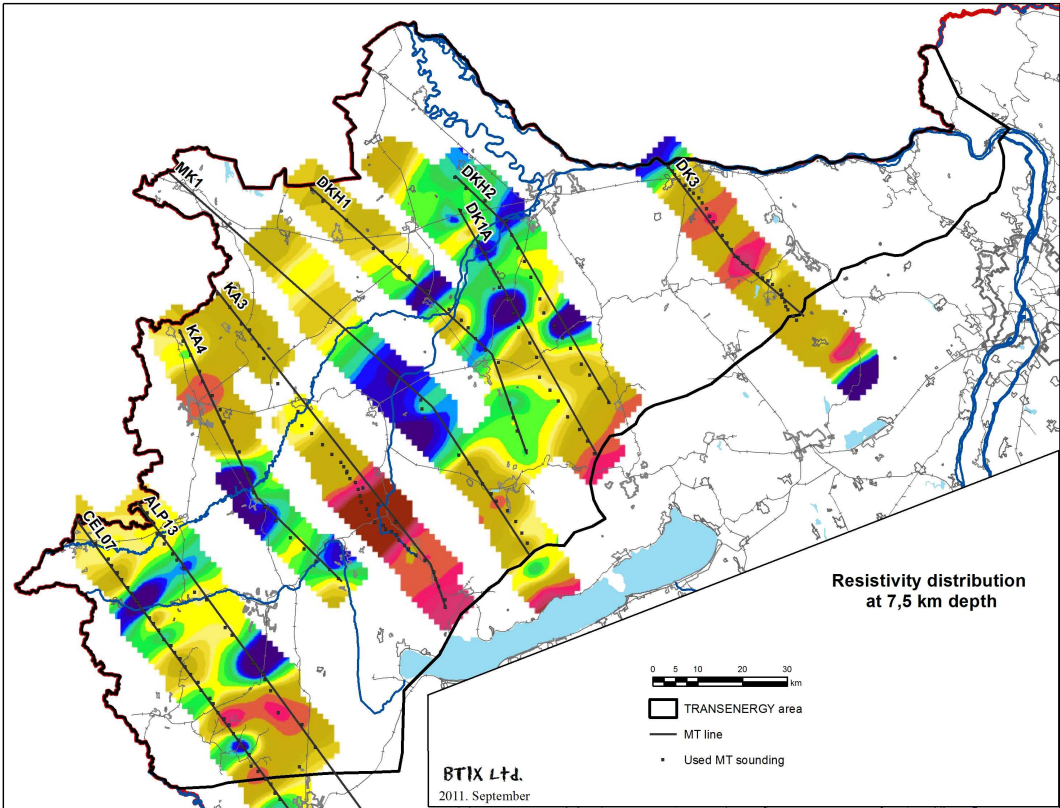 MK1
DKH1
DKH2
DK1A
DK3
KA3
KA4
ALP13
CEL07
Resistivity distribution
at 7,5 km depth
0 5 10 20 30
km
TRANSENERGY area
MT line
Used MT sounding
BTIX Ltd.
2011. September